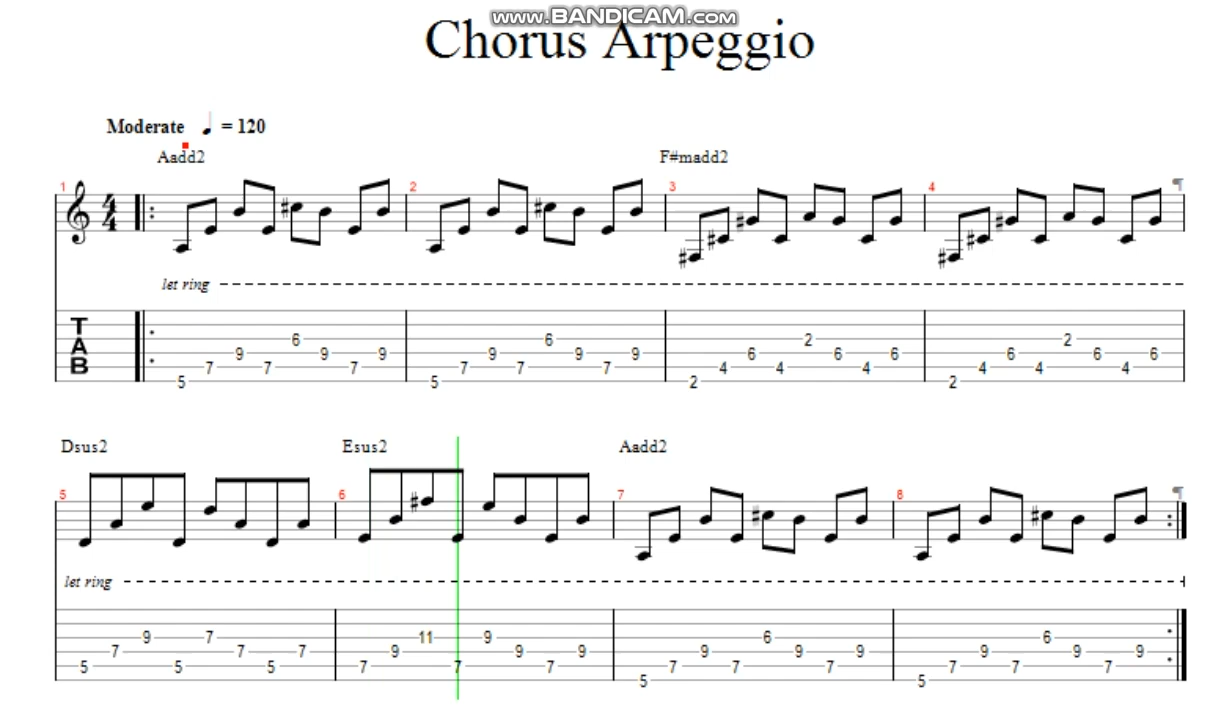 www.BANDICAM.com
Chorus Arpeggio
Moderate = 120
Aadd2 F#madd2
1 2 3 4
4
4
let ring
T
A
B
6 6 2 2
9 9 9 9 9 9 6 6 6 6 6 6
7 7 7 7 7 7 4 4 4 4 4 4
5 5 2 2
Dsus2 Esus2 Aadd2
5 6 7 8
let ring
9 7 11 9 6 6
7 7 7 9 9 9 9 9 9 9 9 9
5 5 5 7 7 7 7 7 7 7 7 7
5 5